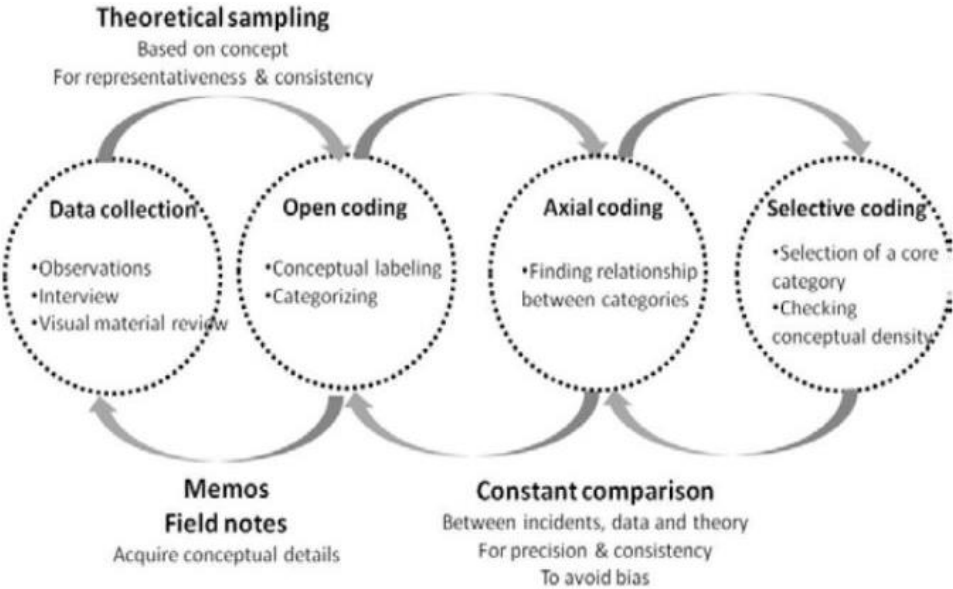 Theoretical sampling
Based on concept
For representiveness & consistency
Data collection
•Observations
•Interview
•Visual material review
Open coding
•Conceptual labeling
•Categorizing
Axial coding
•Finding relationship
between categories
Selective coding
•Selection of a core
category
•Checking
conceptual density
Memos
Field notes
Acquire conceptual details
Constant comparison
Between incidents, data and theory
For precision & consistency
To avoid bias